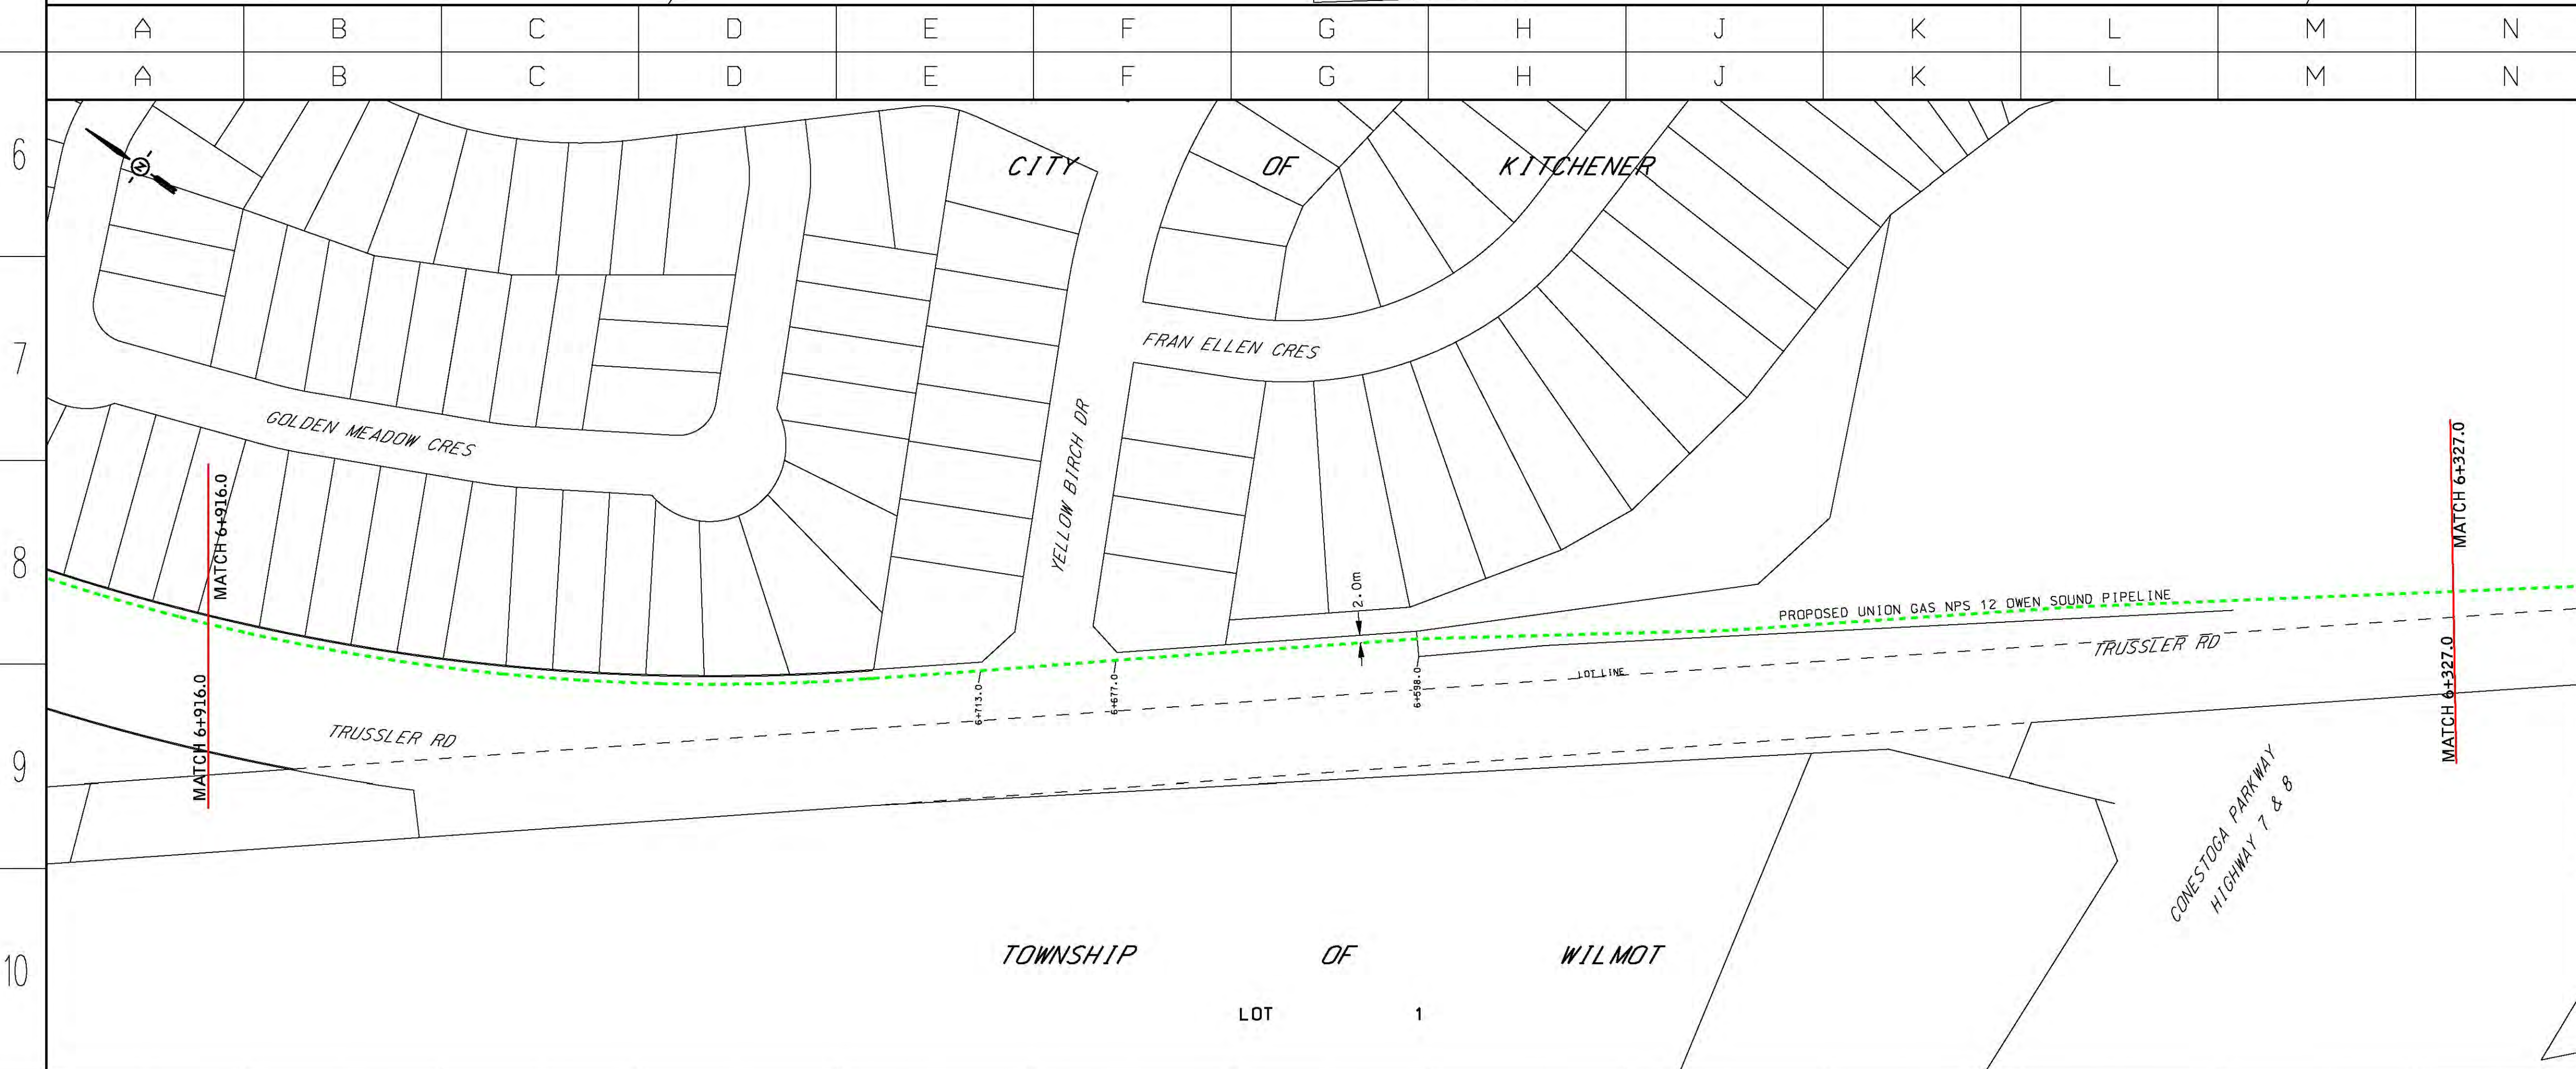 A B C D E F G H J K L M N
A B C D E F G H J K L M N
6
7
8
9
10
N
CITY OF KITCHENER
FRAN ELLEN CRES
GOLDEN MEADOW CRES
YELLOW BIRCH DR
MATCH 6+916.0
MATCH 6+916.0
MATCH 6+327.0
MATCH 6+327.0
2.0m
PROPOSED UNION GAS NPS 12 OWEN SOUND PIPELINE
TRUSSLER RD
LOT LINE
6+713.0
6+677.0
6+598.0
TRUSSLER RD
CONESTOGA PARKWAY
HIGHWAY 7 & 8
TOWNSHIP OF WILMOT
LOT 1